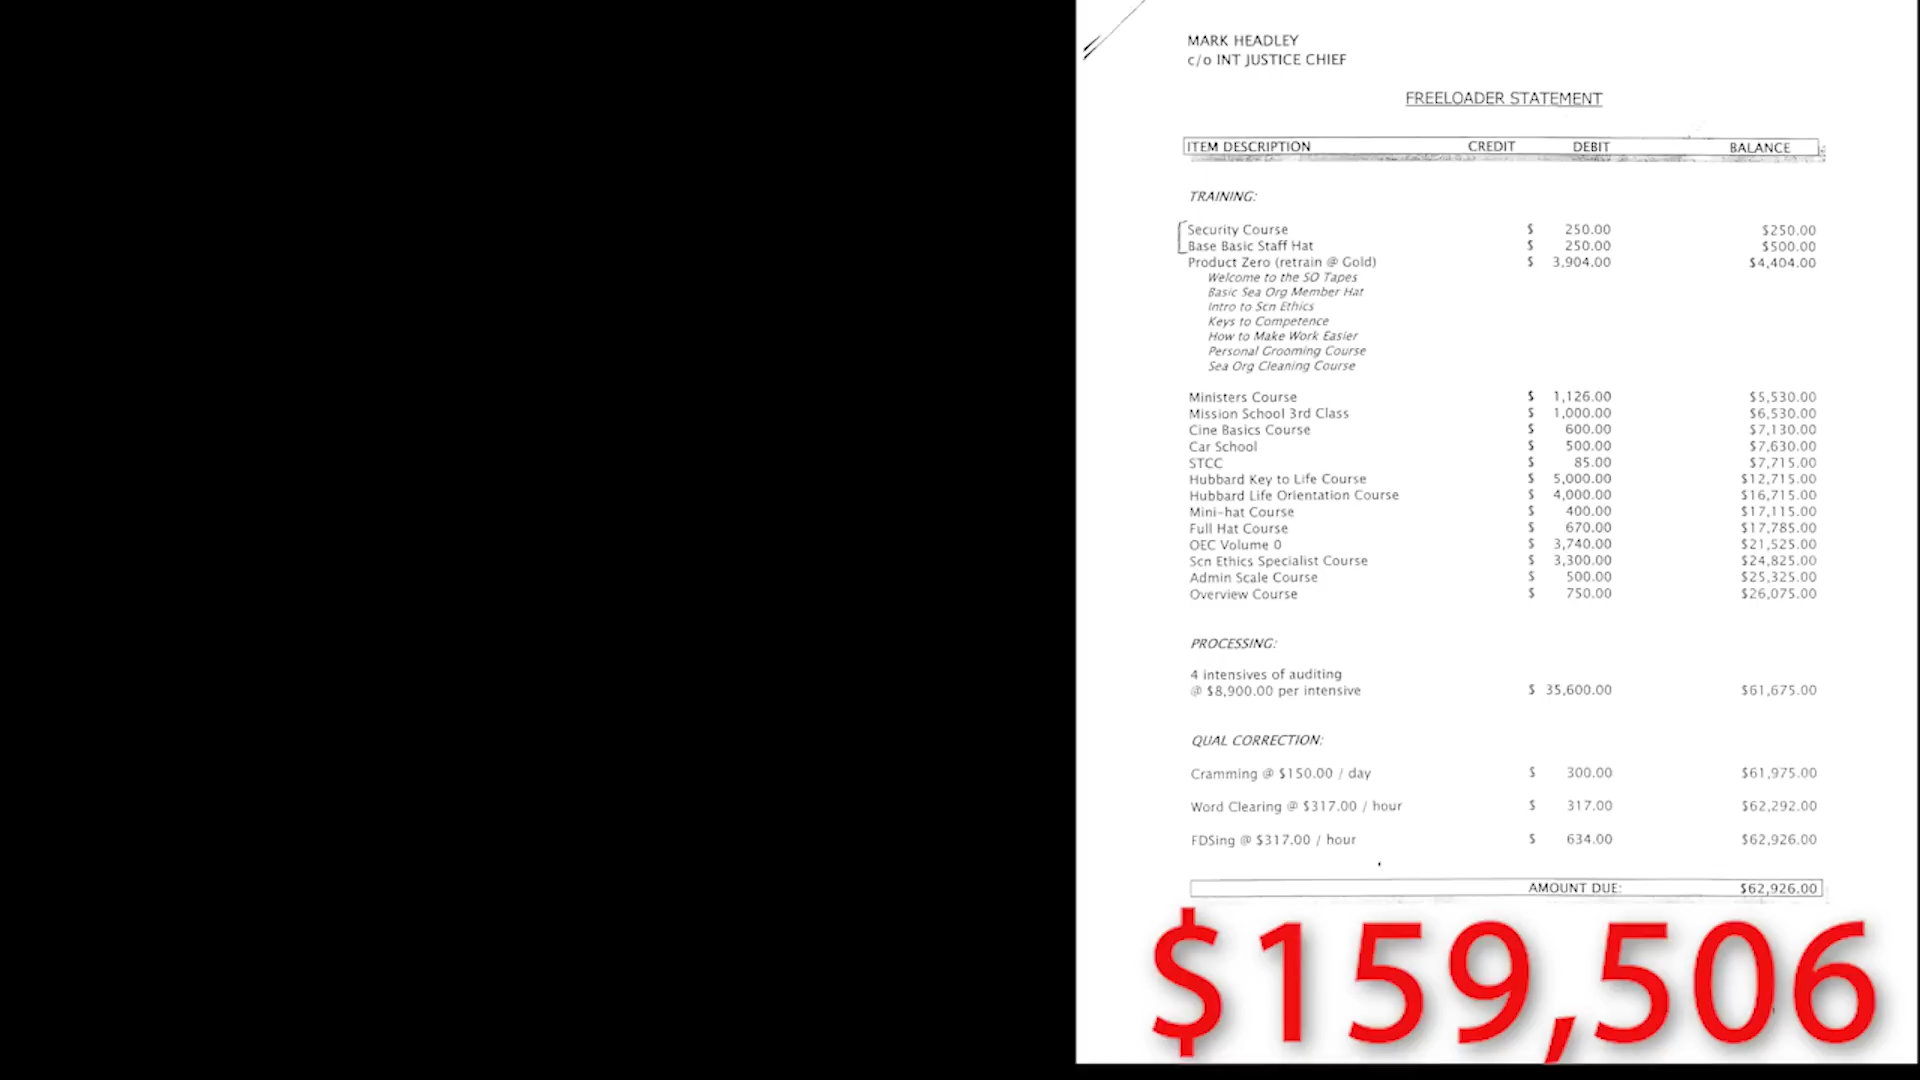 MARK HEADLEY
c/o INT JUSTICE CHIEF
FREELOADER STATEMENT
ITEM DESCRIPTION CREDIT DEBIT BALANCE
TRAINING:
Security Course $ 250.00 $250.00
Base Basic Staff Hat $ 250.00 $500.00
Product Zero (retrain @ Gold) $ 3,904.00 $4,404.00
Welcome to the SO Tapes
Basic Sea Org Member Hat
Intro to Scn Ethics
Keys to Competence
How to Make Work Easier
Personal Grooming Course
Sea Org Cleaning Course
Ministers Course $ 1,126.00 $5,530.00
Mission School 3rd Class $ 1,000.00 $6,530.00
Cine Basics Course $ 600.00 $7,130.00
Car School $ 500.00 $7,630.00
STCC $ 85.00 $7,715.00
Hubbard Key to Life Course $ 5,000.00 $12,715.00
Hubbard Life Orientation Course $ 4,000.00 $16,715.00
Mini-hat Course $ 400.00 $17,115.00
Full Hat Course $ 670.00 $17,785.00
OEC Volume 0 $ 3,740.00 $21,525.00
Scn Ethics Specialist Course $ 3,300.00 $24,825.00
Admin Scale Course $ 500.00 $25,325.00
Overview Course $ 750.00 $26,075.00
PROCESSING:
4 intensives of auditing
@ $8,900.00 per intensive $ 35,600.00 $61,675.00
QUAL CORRECTION:
Cramming @ $150.00 / day $ 300.00 $61,975.00
Word Clearing @ $317.00 / hour $ 317.00 $62,292.00
FDSing @ $317.00 / hour $ 634.00 $62,926.00
AMOUNT DUE: $62,926.00
$159,506